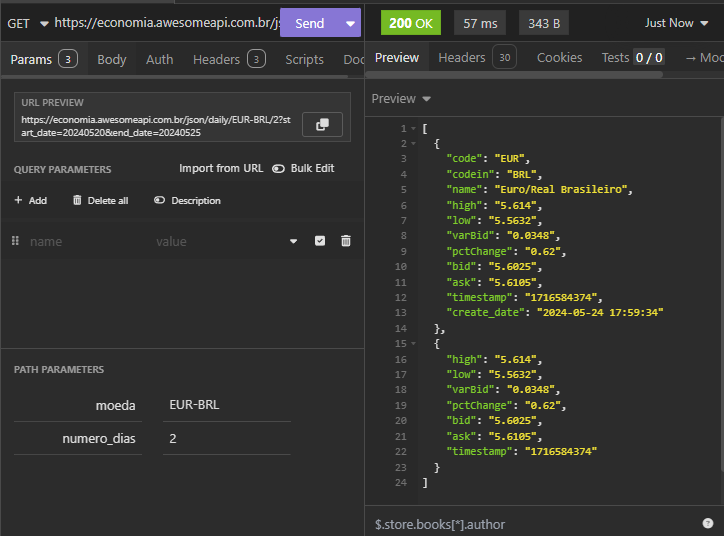 GET https://economia.awesomeapi.com.br/js Send
Params 3 Body Auth Headers 3 Scripts Doc
URL PREVIEW
https://economia.awesomeapi.com.br/json/daily/EUR-BRL/2?st
art_date=20240520&end_date=20240525
QUERY PARAMETERS Import from URL Bulk Edit
+ Add Delete all Description
name value
PATH PARAMETERS
moeda EUR-BRL
numero_dias 2
200 OK 57 ms 343 B Just Now
Preview Headers 30 Cookies Tests 0 / 0 → Moc
Preview
1 [
2 {
3 "code": "EUR",
4 "codein": "BRL",
5 "name": "Euro/Real Brasileiro",
6 "high": "5.614",
7 "low": "5.5632",
8 "varBid": "0.0348",
9 "pctChange": "0.62",
10 "bid": "5.6025",
11 "ask": "5.6105",
12 "timestamp": "1716584374",
13 "create_date": "2024-05-24 17:59:34"
14 },
15 {
16 "high": "5.614",
17 "low": "5.5632",
18 "varBid": "0.0348",
19 "pctChange": "0.62",
20 "bid": "5.6025",
21 "ask": "5.6105",
22 "timestamp": "1716584374"
23 }
24 ]
$.store.books[*].author ?